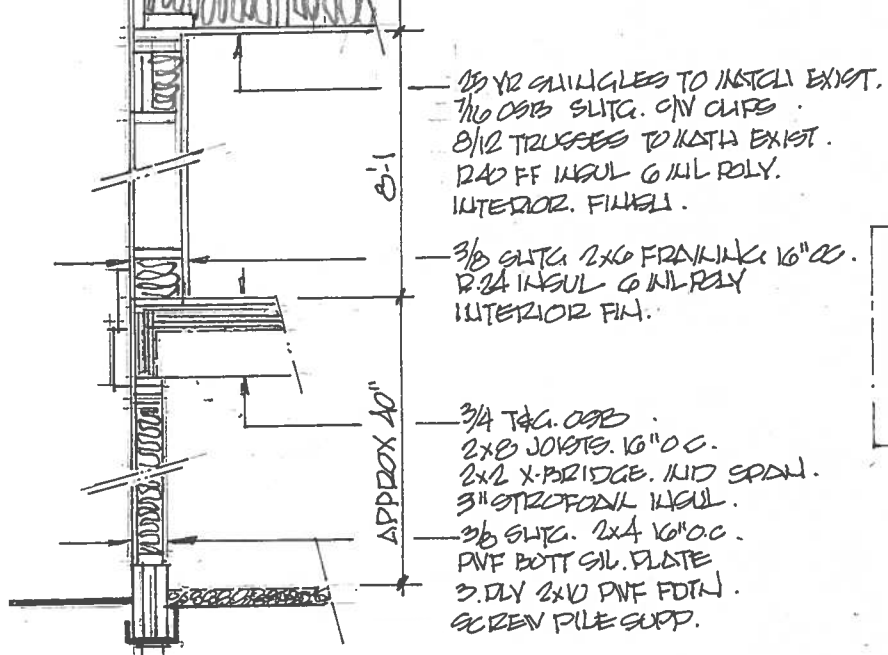 25 YR SHINGLES TO MATCH EXIST.
7/16 OSB SHTG. C/W CLIPS.
8/12 TRUSSES TO MATH EXIST.
R40 FF INSUL 6 MIL POLY.
INTERIOR. FINISH.
8'-1
3/8 SHTG 2x6 FRAMING 16" OC.
R.24 INSUL 6 MIL POLY
INTERIOR FIN.
APPROX 40"
3/4 T&G. OSB.
2x8 JOISTS. 16" O C.
2x2 X-BRIDGE. MID SPAN.
3" STROFOAM INSUL.
3/8 SHTG. 2x4 16" O.C.
PWF BOTT SIL. PLATE
3. PLY 2x10 PWF FDTN.
SCREW PILE SUPP.